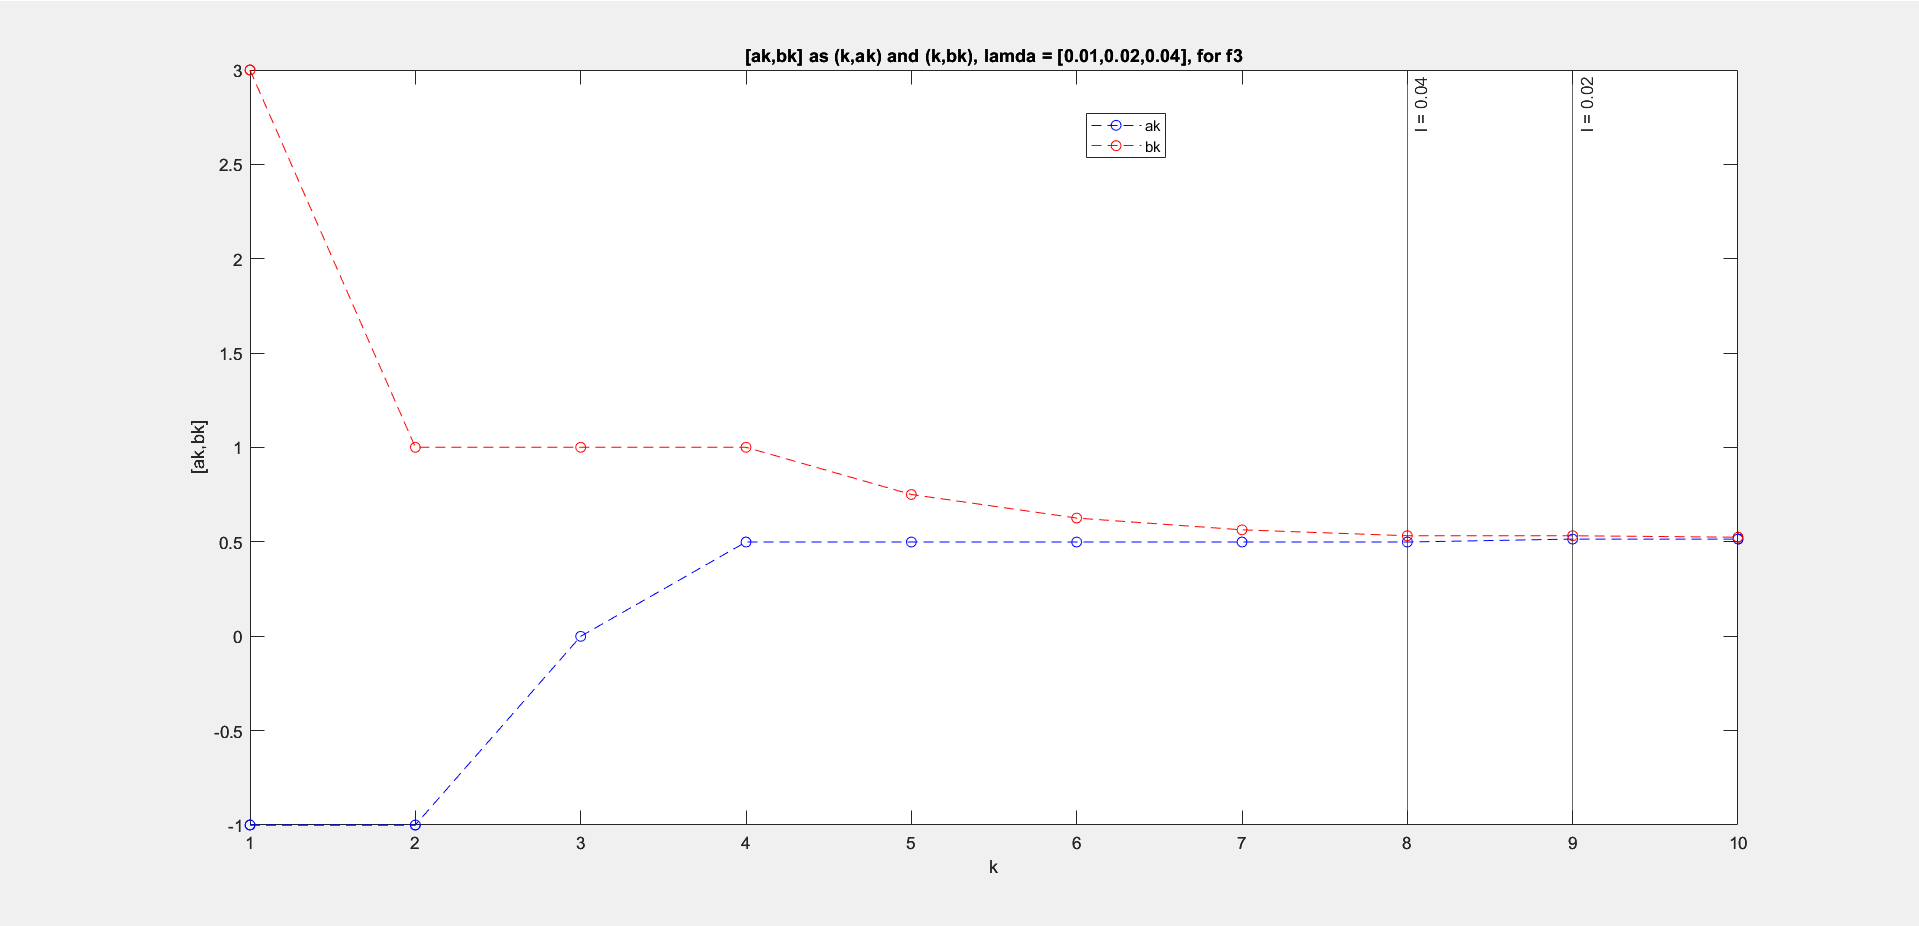 [ak,bk] as (k,ak) and (k,bk), lamda = [0.01,0.02,0.04], for f3
3
2.5
2
1.5
1
0.5
0
-0.5
-1
[ak,bk]
ak
bk
l = 0.04
l = 0.02
1 2 3 4 5 6 7 8 9 10
k